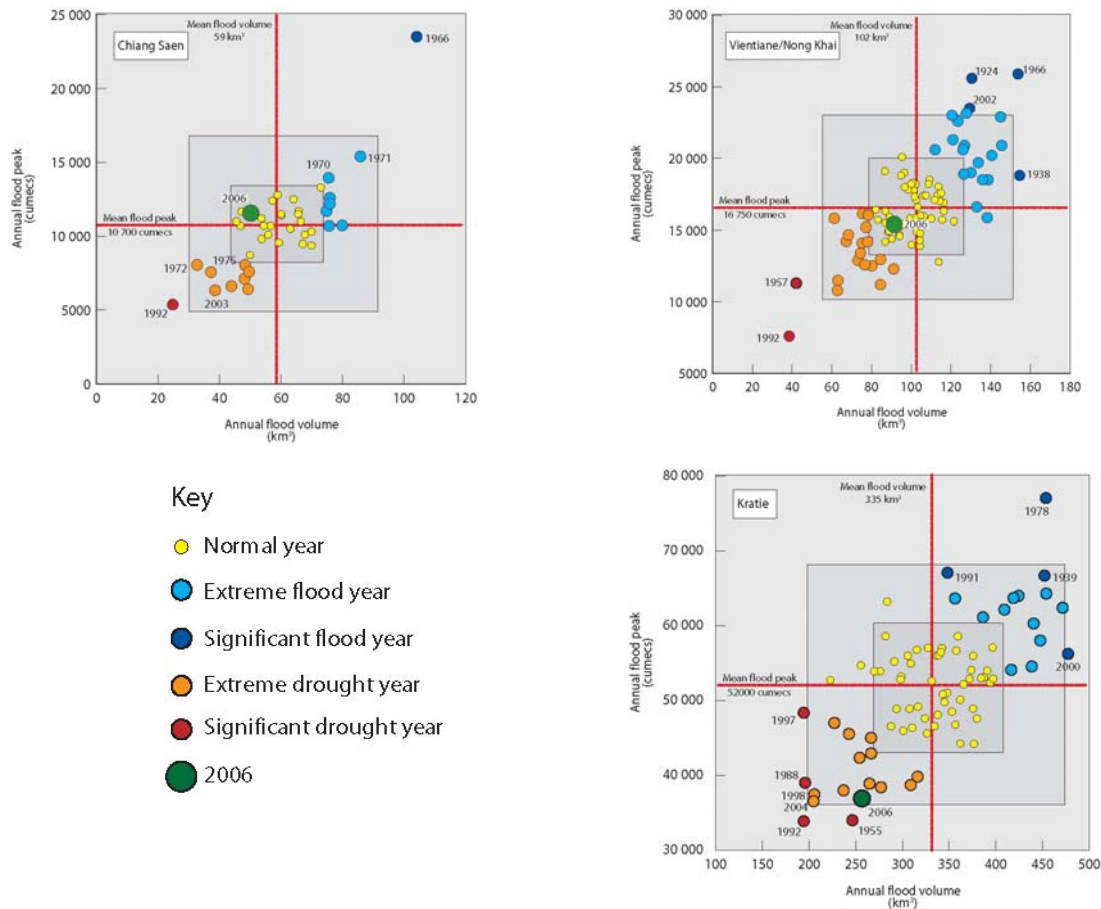 25 000
20 000
15 000
10 000
5000
0
Annual flood peak
(cumecs)
Chiang Saen
Mean flood volume
59 km³
1966
1970
1971
2006
Mean flood peak
10 700 cumecs
1972
1975
2003
1992
0
20
40
60
80
100
120
Annual flood volume
(km³)
30 000
25 000
20 000
15 000
10 000
5000
Annual flood peak
(cumecs)
Vientiane/Nong Khai
Mean flood volume
102 km³
1924
1966
2002
1938
Mean flood peak
16 750 cumecs
2006
1957
1992
0
20
40
60
80
100
120
140
160
180
Annual flood volume
(km³)
Key
Normal year
Extreme flood year
Significant flood year
Extreme drought year
Significant drought year
2006
80 000
70 000
60 000
50 000
40 000
30 000
Annual flood peak
(cumecs)
Kratie
Mean flood volume
335 km³
1978
1991
1939
2000
Mean flood peak
52000 cumecs
1997
1988
1998
2004
1992
1955
2006
100
200
250
300
350
400
450
500
Annual flood volume
(km³)